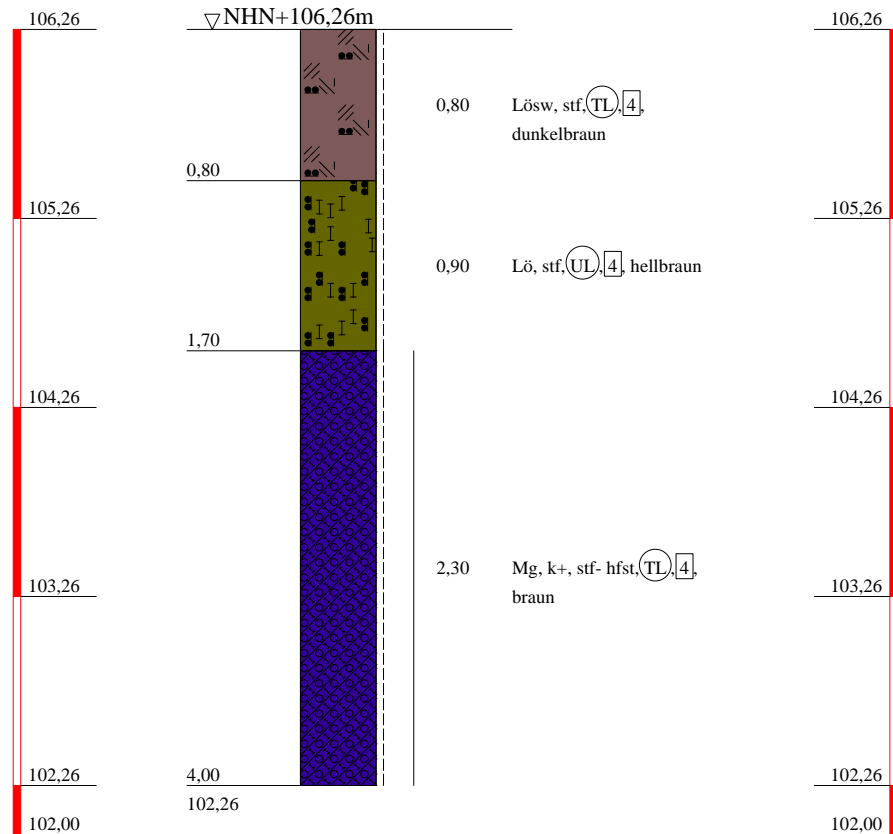 106,26
NHN+106,26m
106,26
0,80 Lösw, stf, TL, 4,
dunkelbraun
0,80
105,26
105,26
0,90 Lö, stf, UL, 4, hellbraun
1,70
104,26
104,26
2,30 Mg, k+, stf- hfst, TL, 4,
braun
103,26
103,26
102,26
4,00
102,26
102,26
102,00
102,00